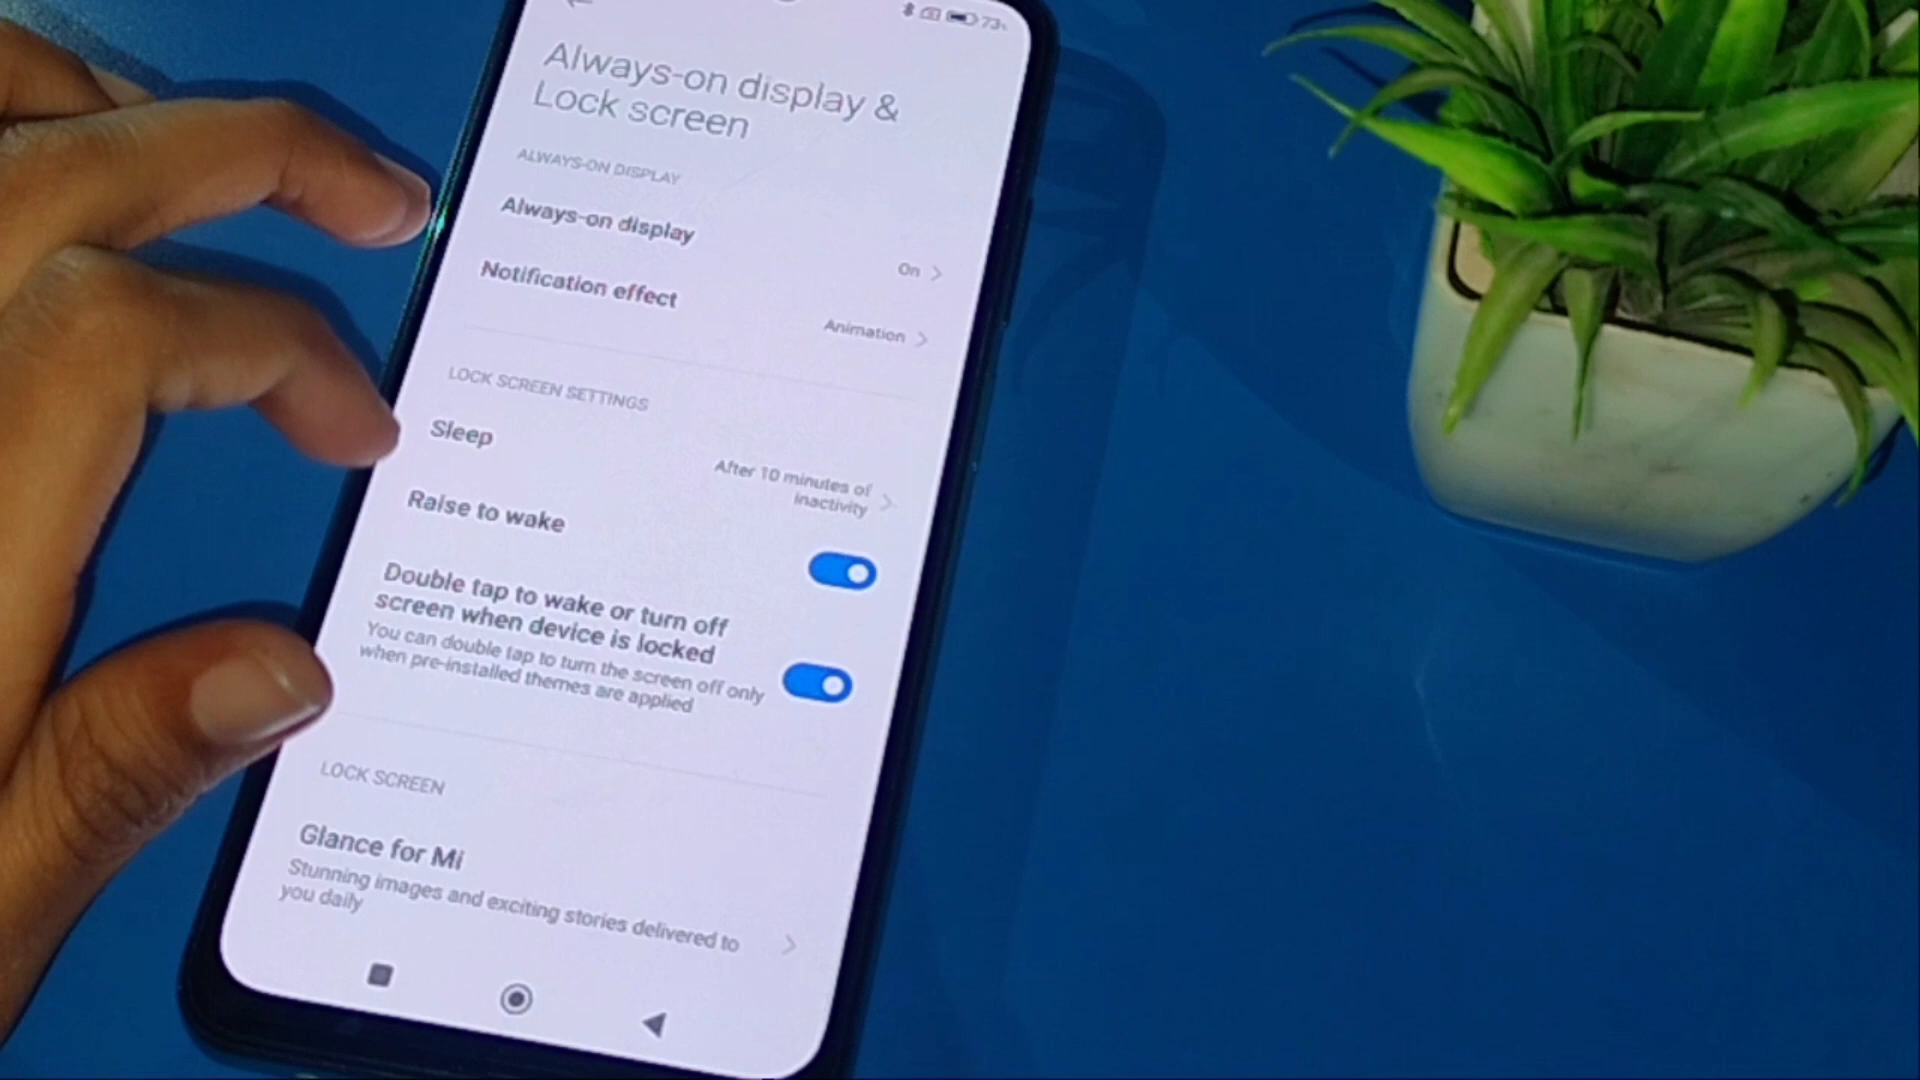 73%
Always-on display &
Lock screen
ALWAYS-ON DISPLAY
Always-on display
On
Notification effect
Animation
LOCK SCREEN SETTINGS
Sleep
After 10 minutes of
inactivity
Raise to wake
Double tap to wake or turn off
screen when device is locked
You can double tap to turn the screen off only
when pre-installed themes are applied
LOCK SCREEN
Glance for Mi
Stunning images and exciting stories delivered to
you daily